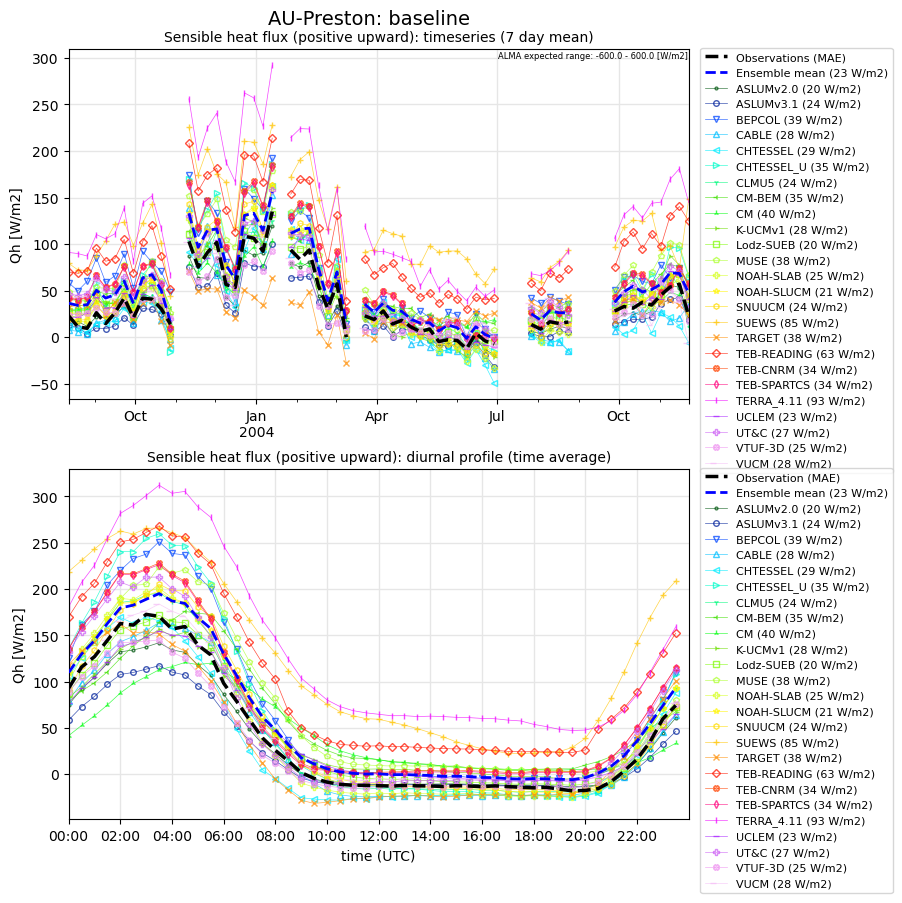 AU-Preston: baseline
Sensible heat flux (positive upward): timeseries (7 day mean)
ALMA expected range: -600.0 - 600.0 [W/m2]
Qh [W/m2]
300
250
200
150
100
50
0
−50
Oct
Jan
2004
Apr
Jul
Oct
Observations (MAE)
Ensemble mean (23 W/m2)
ASLUMv2.0 (20 W/m2)
ASLUMv3.1 (24 W/m2)
BEPCOL (39 W/m2)
CABLE (28 W/m2)
CHTESSEL (29 W/m2)
CHTESSEL_U (35 W/m2)
CLMU5 (24 W/m2)
CM-BEM (35 W/m2)
CM (40 W/m2)
K-UCMv1 (28 W/m2)
Lodz-SUEB (20 W/m2)
MUSE (38 W/m2)
NOAH-SLAB (25 W/m2)
NOAH-SLUCM (21 W/m2)
SNUUCM (24 W/m2)
SUEWS (85 W/m2)
TARGET (38 W/m2)
TEB-READING (63 W/m2)
TEB-CNRM (34 W/m2)
TEB-SPARTCS (34 W/m2)
TERRA_4.11 (93 W/m2)
UCLEM (23 W/m2)
UT&C (27 W/m2)
VTUF-3D (25 W/m2)
VUCM (28 W/m2)
Sensible heat flux (positive upward): diurnal profile (time average)
Qh [W/m2]
300
250
200
150
100
50
0
00:00
02:00
04:00
06:00
08:00
10:00
12:00
14:00
16:00
18:00
20:00
22:00
time (UTC)
Observation (MAE)
Ensemble mean (23 W/m2)
ASLUMv2.0 (20 W/m2)
ASLUMv3.1 (24 W/m2)
BEPCOL (39 W/m2)
CABLE (28 W/m2)
CHTESSEL (29 W/m2)
CHTESSEL_U (35 W/m2)
CLMU5 (24 W/m2)
CM-BEM (35 W/m2)
CM (40 W/m2)
K-UCMv1 (28 W/m2)
Lodz-SUEB (20 W/m2)
MUSE (38 W/m2)
NOAH-SLAB (25 W/m2)
NOAH-SLUCM (21 W/m2)
SNUUCM (24 W/m2)
SUEWS (85 W/m2)
TARGET (38 W/m2)
TEB-READING (63 W/m2)
TEB-CNRM (34 W/m2)
TEB-SPARTCS (34 W/m2)
TERRA_4.11 (93 W/m2)
UCLEM (23 W/m2)
UT&C (27 W/m2)
VTUF-3D (25 W/m2)
VUCM (28 W/m2)